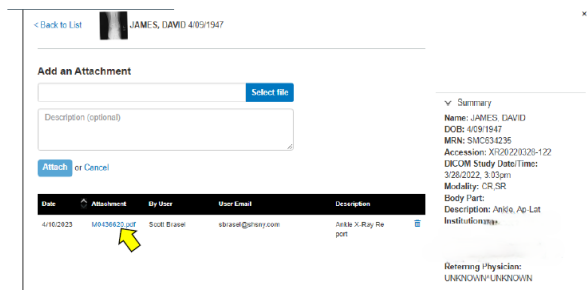 < Back to List
JAMES, DAVID 4/09/1947
Add an Attachment
Select file
Description (optional)
Attach or Cancel
Date Attachment By User User Email Description
4/10/2023 M0436620.pdf Scott Brasel sbrasel@shsny.com Ankle X-Ray Re
port
Summary
Name: JAMES, DAVID
DOB: 4/09/1947
MRN: SMC634235
Accession: XR20220328-122
DICOM Study Date/Time:
3/28/2022, 3:03pm
Modality: CR,SR
Body Part:
Description: Ankle, Ap-Lat
Institution
Referring Physician:
UNKNOWN^UNKNOWN